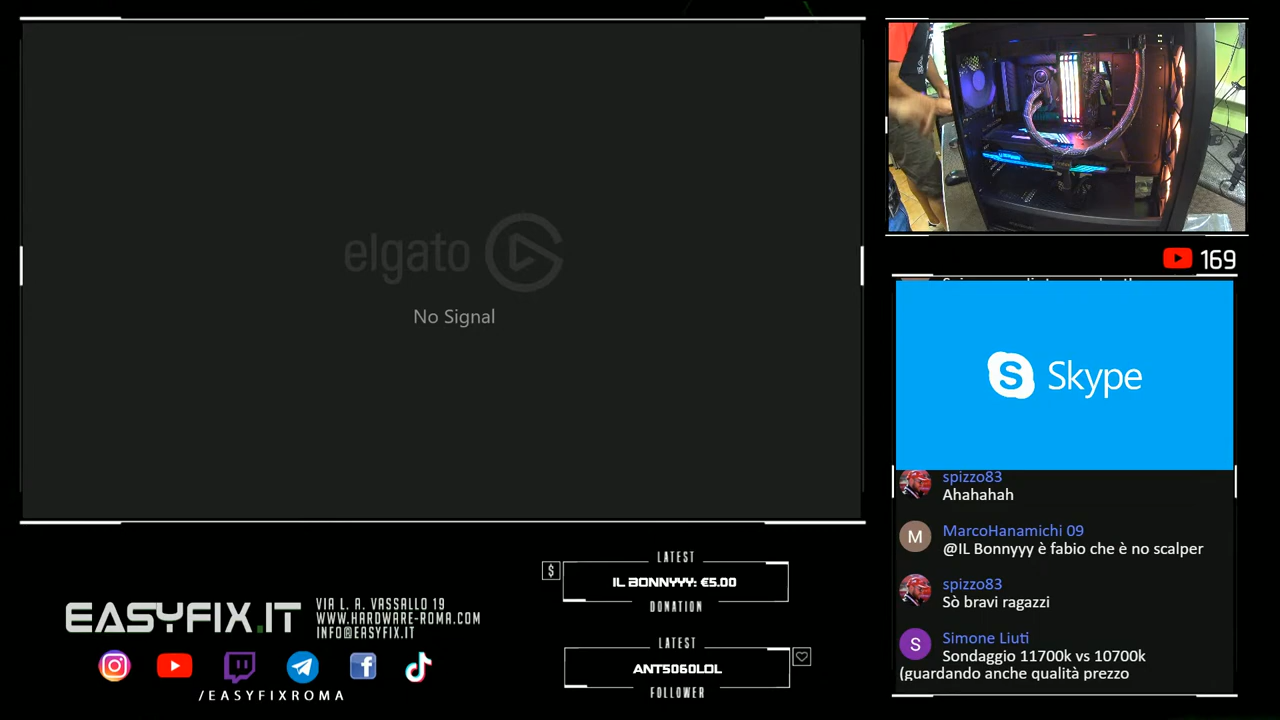 elgato
No Signal
169
Skype
spizzo83
Ahahahah
M
MarcoHanamichi 09
@IL Bonnyyy è fabio che è no scalper
spizzo83
Sò bravi ragazzi
S
Simone Liuti
Sondaggio 11700k vs 10700k
(guardando anche qualità prezzo
LATEST
$
IL BONNYYY: €5.00
DONATION
LATEST
ANT5060LOL
FOLLOWER
EASYFIX.IT
VIA L. A. VASSALLO 19
WWW.HARDWARE-ROMA.COM
INFO@EASYFIX.IT
/EASYFIXROMA